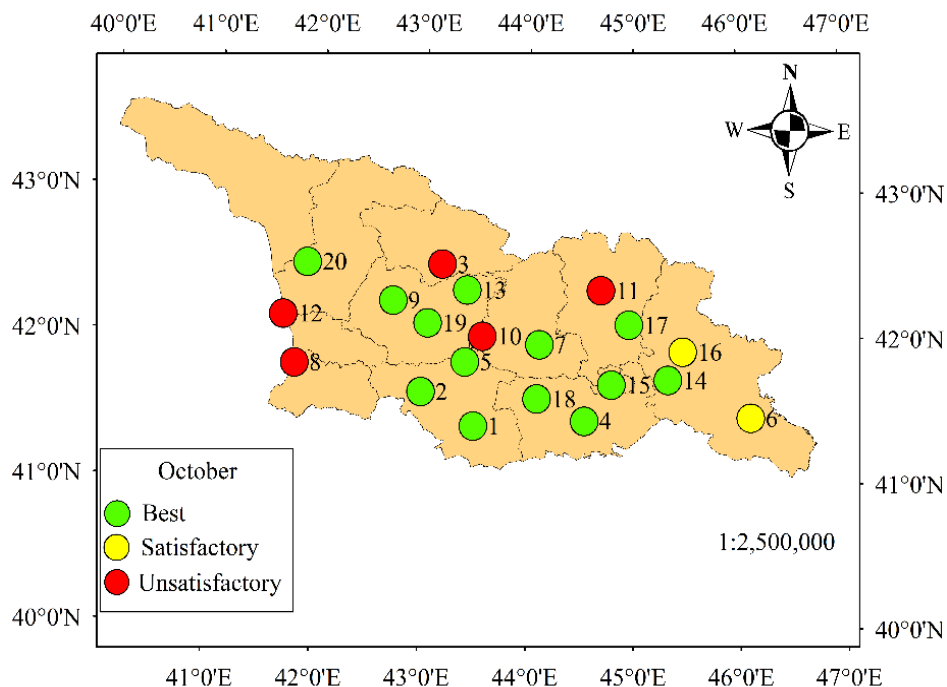 40°0'E 41°0'E 42°0'E 43°0'E 44°0'E 45°0'E 46°0'E 47°0'E
N
W E
S
43°0'N 43°0'N
20
3
13
11
9
12
19
10
7
17
16
42°0'N 42°0'N
8
5
2
15
14
18
1
4
6
41°0'N 41°0'N
October
Best
Satisfactory
Unsatisfactory
1:2,500,000
40°0'N 40°0'N
41°0'E 42°0'E 43°0'E 44°0'E 45°0'E 46°0'E 47°0'E